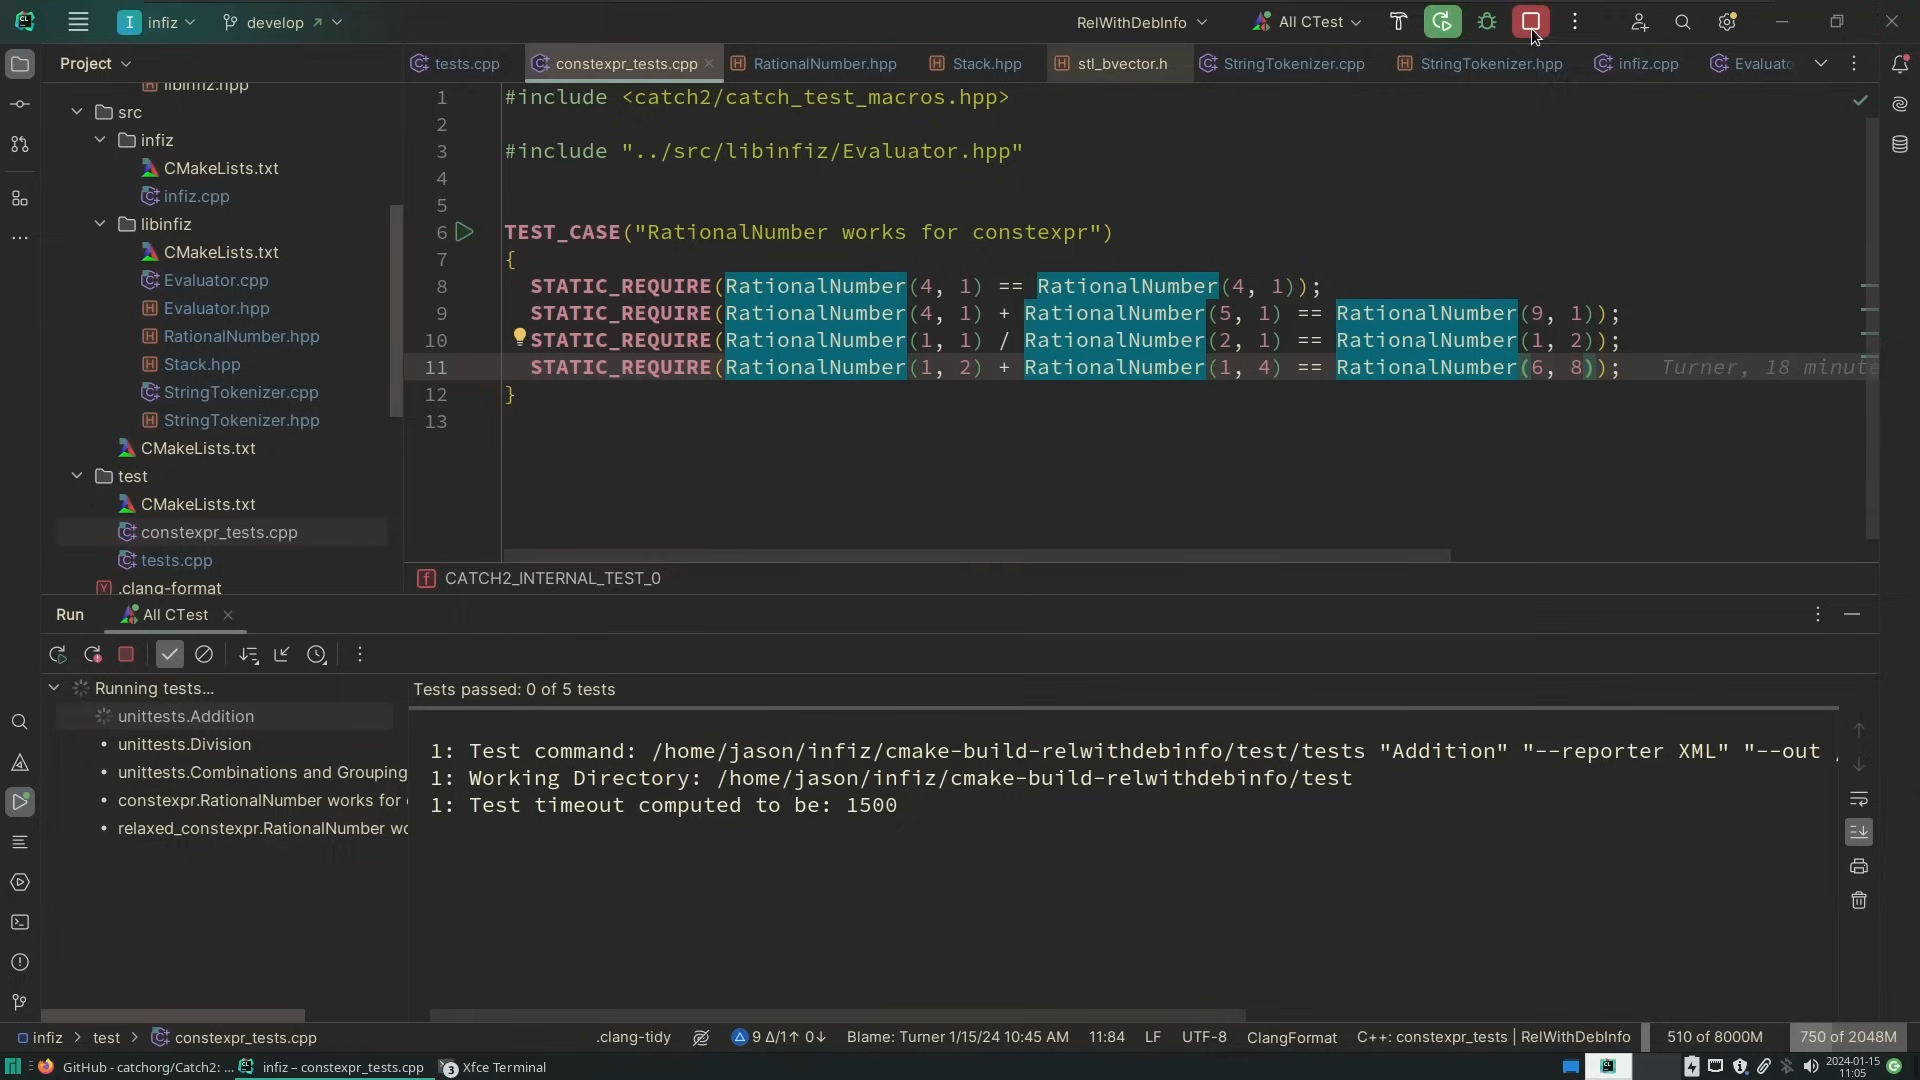 I infiz develop RelWithDebInfo All CTest
Project tests.cpp constexpr_tests.cpp RationalNumber.hpp Stack.hpp stl_bvector.h StringTokenizer.cpp StringTokenizer.hpp infiz.cpp Evaluato
libinfiz.hpp
src
infiz
CMakeLists.txt
infiz.cpp
libinfiz
CMakeLists.txt
Evaluator.cpp
Evaluator.hpp
RationalNumber.hpp
Stack.hpp
StringTokenizer.cpp
StringTokenizer.hpp
CMakeLists.txt
test
CMakeLists.txt
constexpr_tests.cpp
tests.cpp
.clang-format
1 #include <catch2/catch_test_macros.hpp>
2
3 #include "../src/libinfiz/Evaluator.hpp"
4
5
6 TEST_CASE("RationalNumber works for constexpr")
7 {
8 STATIC_REQUIRE(RationalNumber(4, 1) == RationalNumber(4, 1));
9 STATIC_REQUIRE(RationalNumber(4, 1) + RationalNumber(5, 1) == RationalNumber(9, 1));
10 STATIC_REQUIRE(RationalNumber(1, 1) / RationalNumber(2, 1) == RationalNumber(1, 2));
11 STATIC_REQUIRE(RationalNumber(1, 2) + RationalNumber(1, 4) == RationalNumber(6, 8)); Turner, 18 minute
12 }
13
f CATCH2_INTERNAL_TEST_0
Run All CTest
Running tests...
unittests.Addition
unittests.Division
unittests.Combinations and Grouping
constexpr.RationalNumber works for
relaxed_constexpr.RationalNumber wo
Tests passed: 0 of 5 tests
1: Test command: /home/jason/infiz/cmake-build-relwithdebinfo/test/tests "Addition" "--reporter XML" "--out
1: Working Directory: /home/jason/infiz/cmake-build-relwithdebinfo/test
1: Test timeout computed to be: 1500
infiz > test > constexpr_tests.cpp .clang-tidy 9 Δ/1↑ 0↓ Blame: Turner 1/15/24 10:45 AM 11:84 LF UTF-8 ClangFormat C++: constexpr_tests | RelWithDebInfo 510 of 8000M 750 of 2048M
GitHub - catchorg/Catch2: ... infiz – constexpr_tests.cpp 3 Xfce Terminal 2024-01-15
11:05